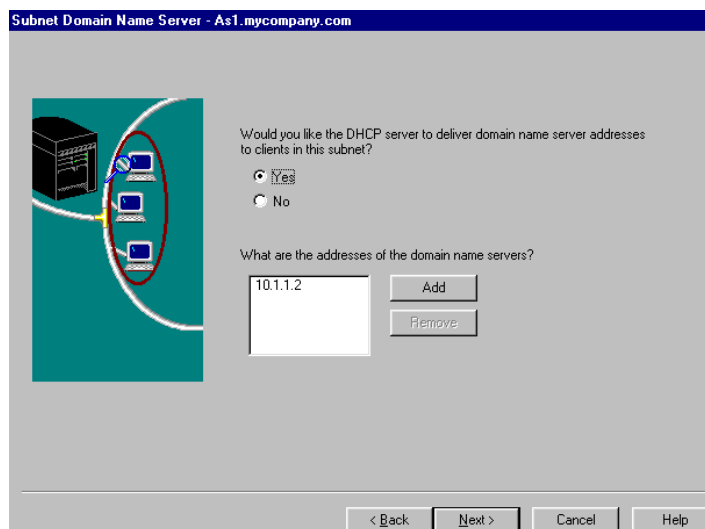 Subnet Domain Name Server - As1.mycompany.com
Would you like the DHCP server to deliver domain name server addresses
to clients in this subnet?
Yes
No
What are the addresses of the domain name servers?
10.1.1.2
Add
Remove
< Back
Next >
Cancel
Help